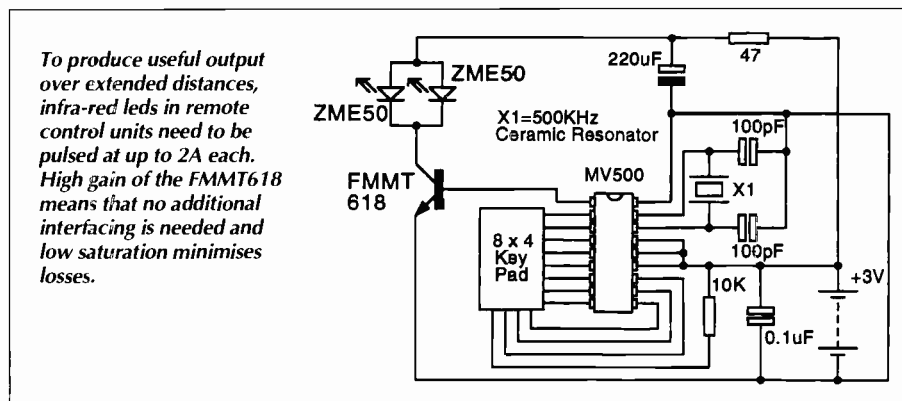 To produce useful output
over extended distances,
infra-red leds in remote
control units need to be
pulsed at up to 2A each.
High gain of the FMMT618
means that no additional
interfacing is needed and
low saturation minimises
losses.
ZME50
ZME50
220uF
47
X1=500KHz
Ceramic Resonator
100pF
FMMT
618
MV500
X1
100pF
8 x 4
Key
Pad
10K
+3V
0.1uF